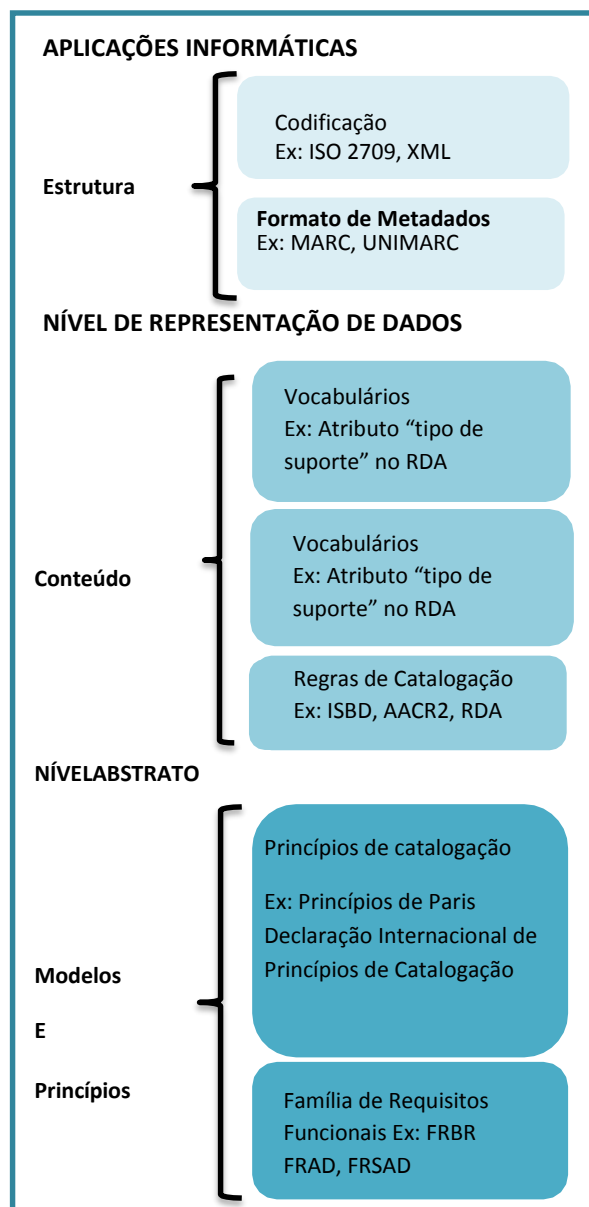 APLICAÇÕES INFORMÁTICAS
Codificação
Ex: ISO 2709, XML
Estrutura
Formato de Metadados
Ex: MARC, UNIMARC
NÍVEL DE REPRESENTAÇÃO DE DADOS
Vocabulários
Ex: Atributo “tipo de
suporte” no RDA
Vocabulários
Ex: Atributo “tipo de
suporte” no RDA
Conteúdo
Regras de Catalogação
Ex: ISBD, AACR2, RDA
NÍVELABSTRATO
Princípios de catalogação
Ex: Princípios de Paris
Declaração Internacional de
Princípios de Catalogação
Modelos
E
Princípios
Família de Requisitos
Funcionais Ex: FRBR
FRAD, FRSAD